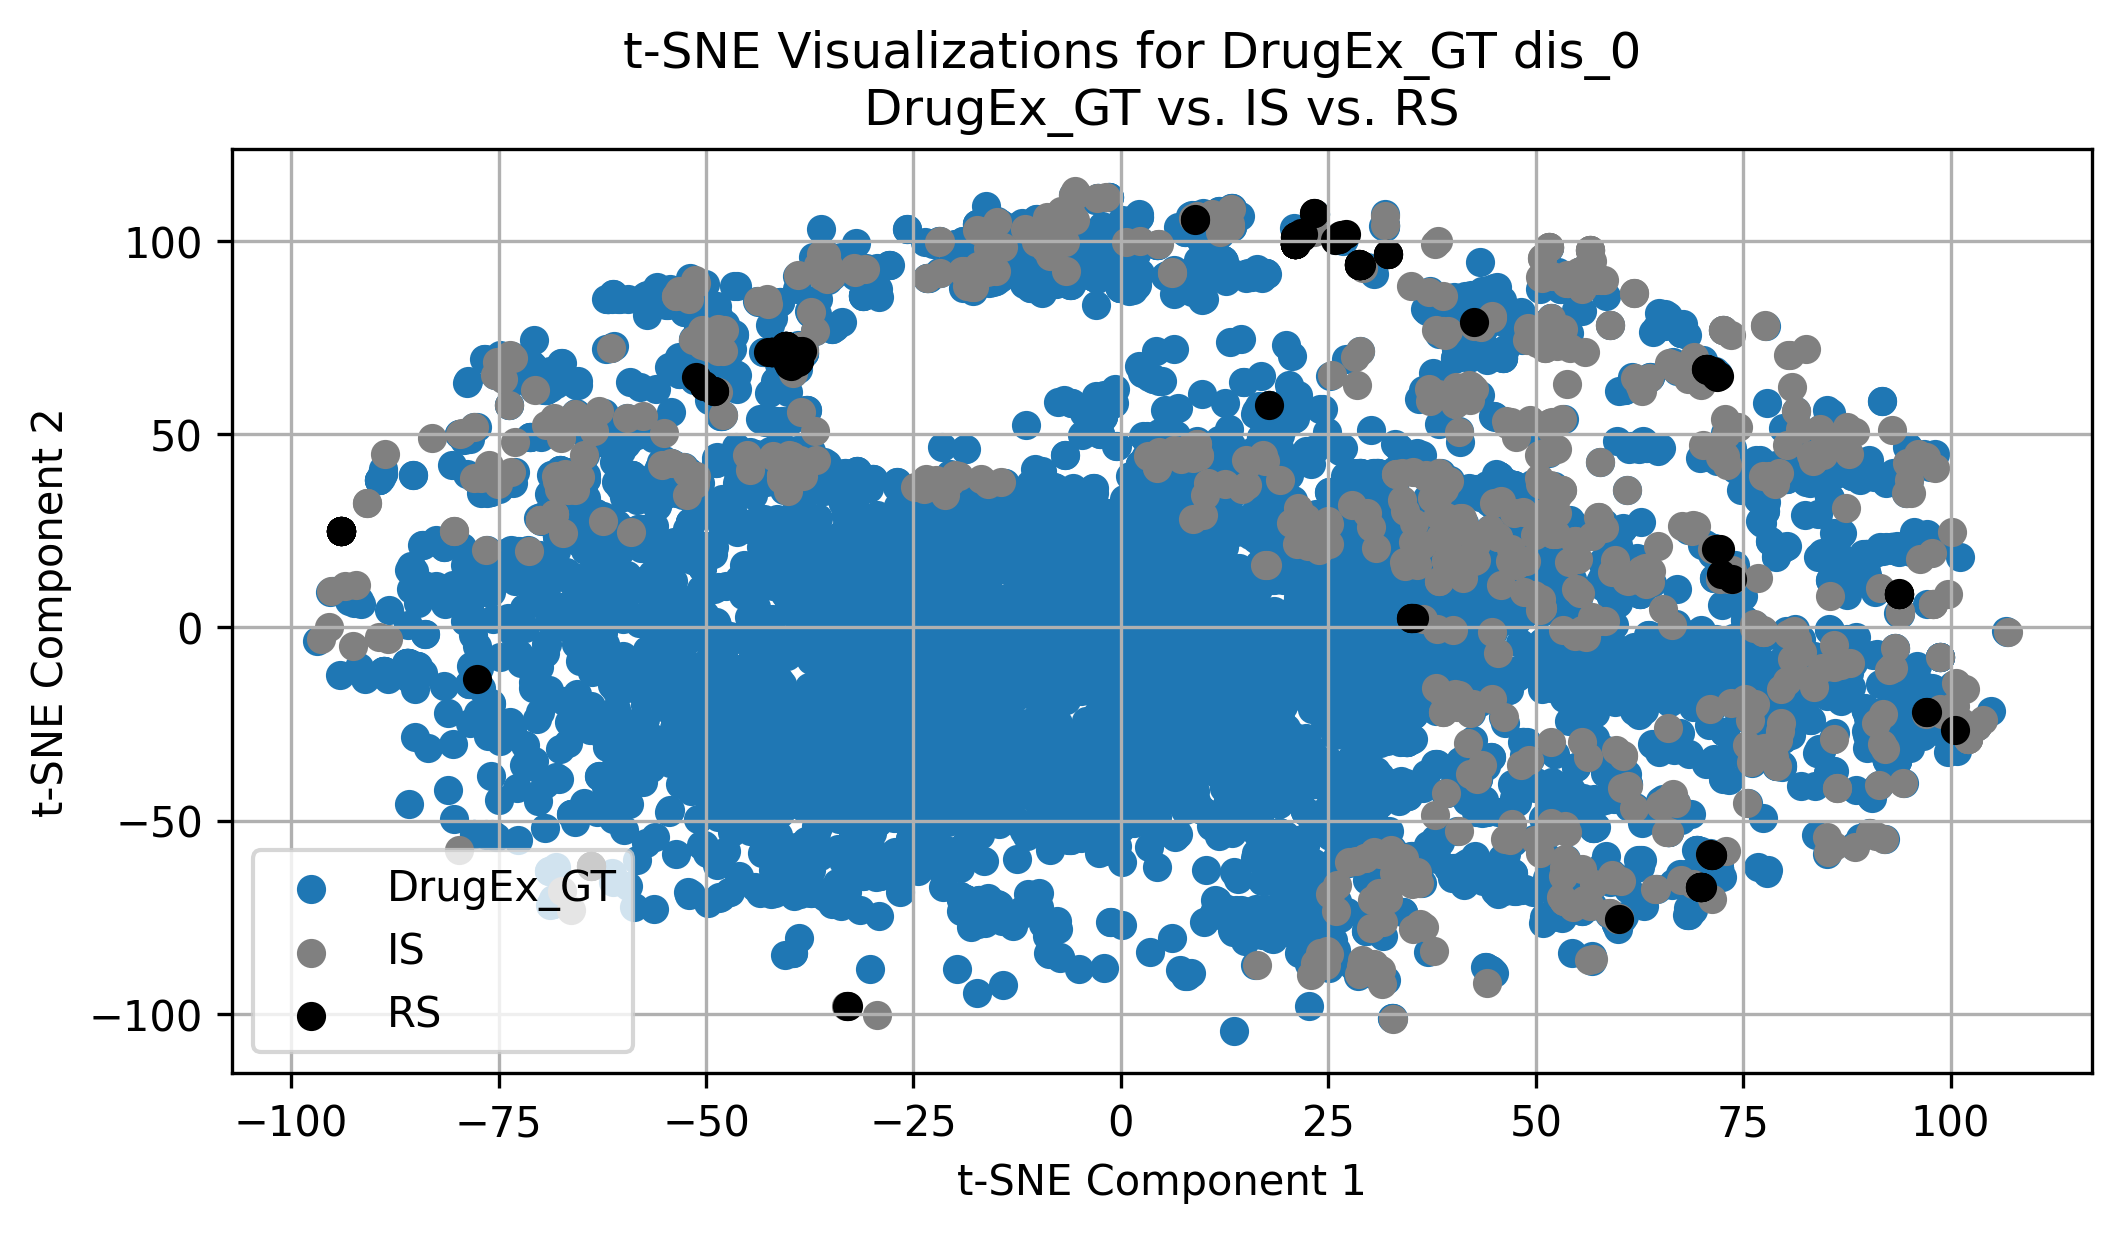 t-SNE Visualizations for DrugEx_GT dis_0
DrugEx_GT vs. IS vs. RS
t-SNE Component 2
100
50
0
−50
−100
DrugEx_GT
IS
RS
−100 −75 −50 −25 0 25 50 75 100
t-SNE Component 1